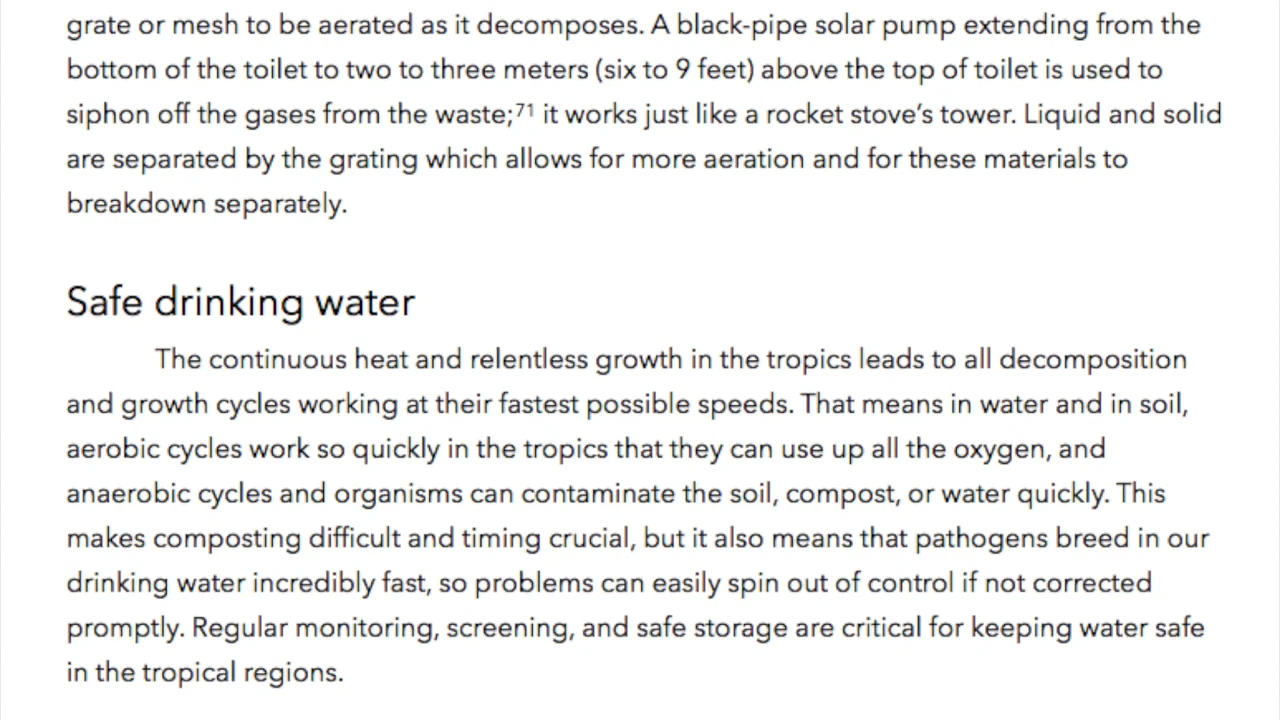 grate or mesh to be aerated as it decomposes. A black-pipe solar pump extending from the
bottom of the toilet to two to three meters (six to 9 feet) above the top of toilet is used to
siphon off the gases from the waste;⁷¹ it works just like a rocket stove’s tower. Liquid and solid
are separated by the grating which allows for more aeration and for these materials to
breakdown separately.
Safe drinking water
The continuous heat and relentless growth in the tropics leads to all decomposition
and growth cycles working at their fastest possible speeds. That means in water and in soil,
aerobic cycles work so quickly in the tropics that they can use up all the oxygen, and
anaerobic cycles and organisms can contaminate the soil, compost, or water quickly. This
makes composting difficult and timing crucial, but it also means that pathogens breed in our
drinking water incredibly fast, so problems can easily spin out of control if not corrected
promptly. Regular monitoring, screening, and safe storage are critical for keeping water safe
in the tropical regions.